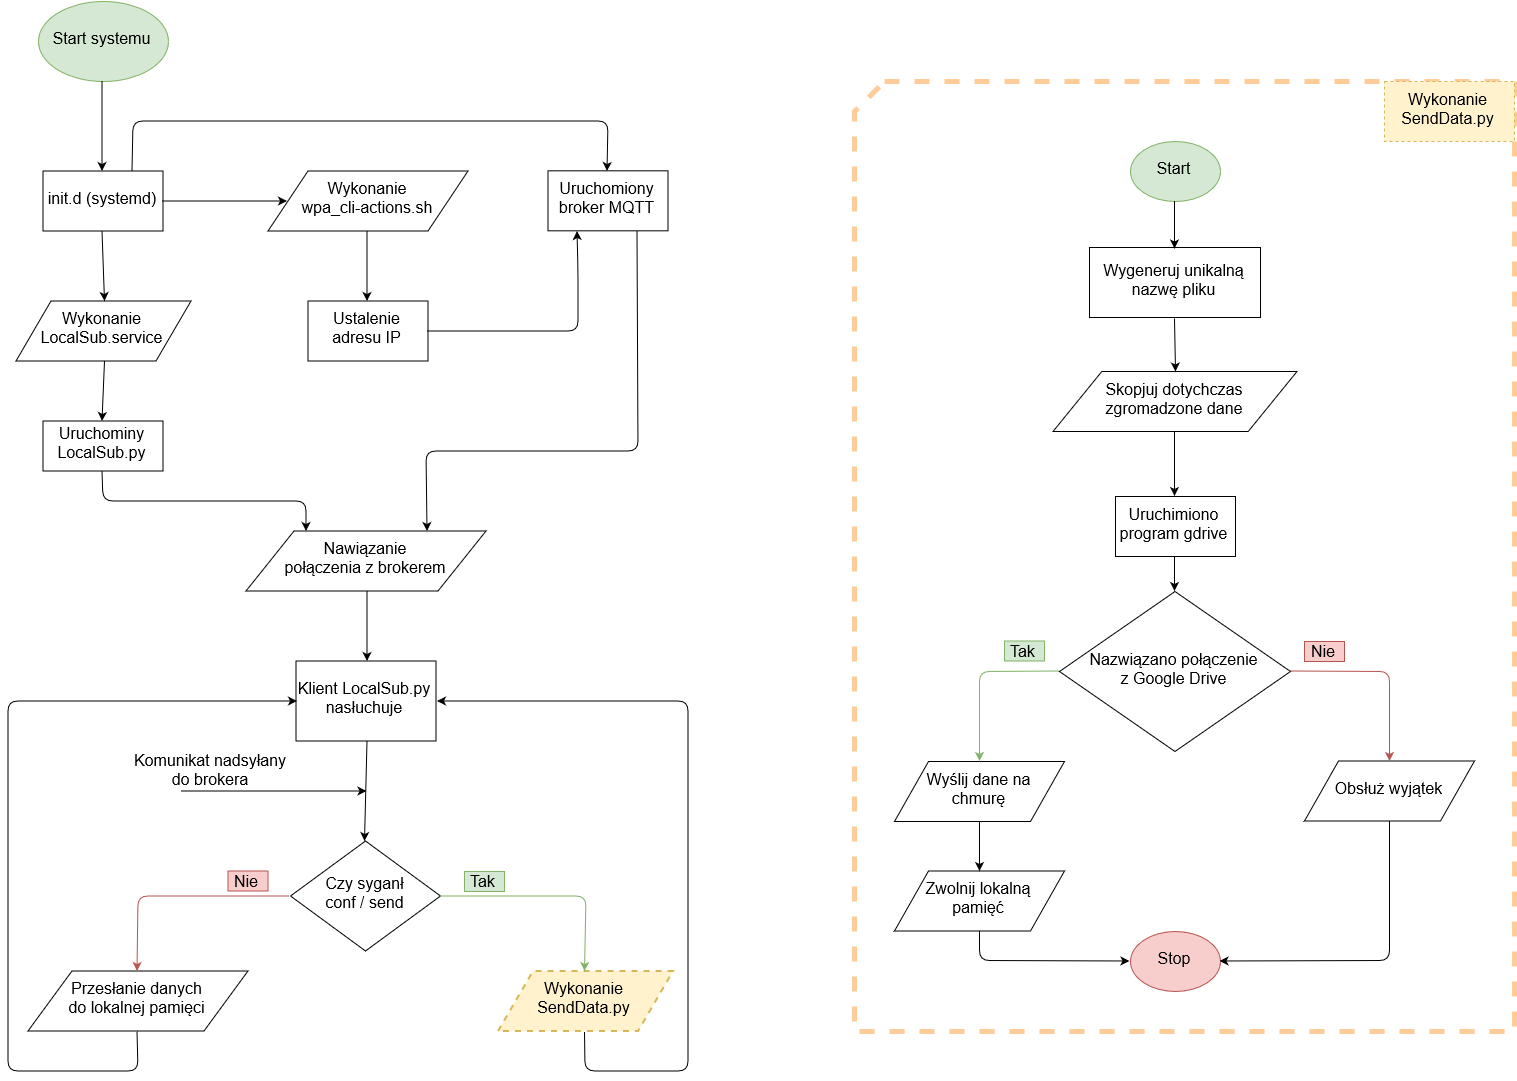 Start systemu
init.d (systemd)
Wykonanie
wpa_cli-actions.sh
Uruchomiony
broker MQTT
Wykonanie
LocalSub.service
Ustalenie
adresu IP
Uruchominy
LocalSub.py
Nawiązanie
połączenia z brokerem
Klient LocalSub.py
nasłuchuje
Komunikat nadsyłany
do brokera
Czy syganł
conf / send
Nie
Tak
Przesłanie danych
do lokalnej pamięci
Wykonanie
SendData.py
Wykonanie
SendData.py
Start
Wygeneruj unikalną
nazwę pliku
Skopjuj dotychczas
zgromadzone dane
Uruchimiono
program gdrive
Nazwiązano połączenie
z Google Drive
Tak
Nie
Wyślij dane na
chmurę
Obsłuż wyjątek
Zwolnij lokalną
pamięć
Stop